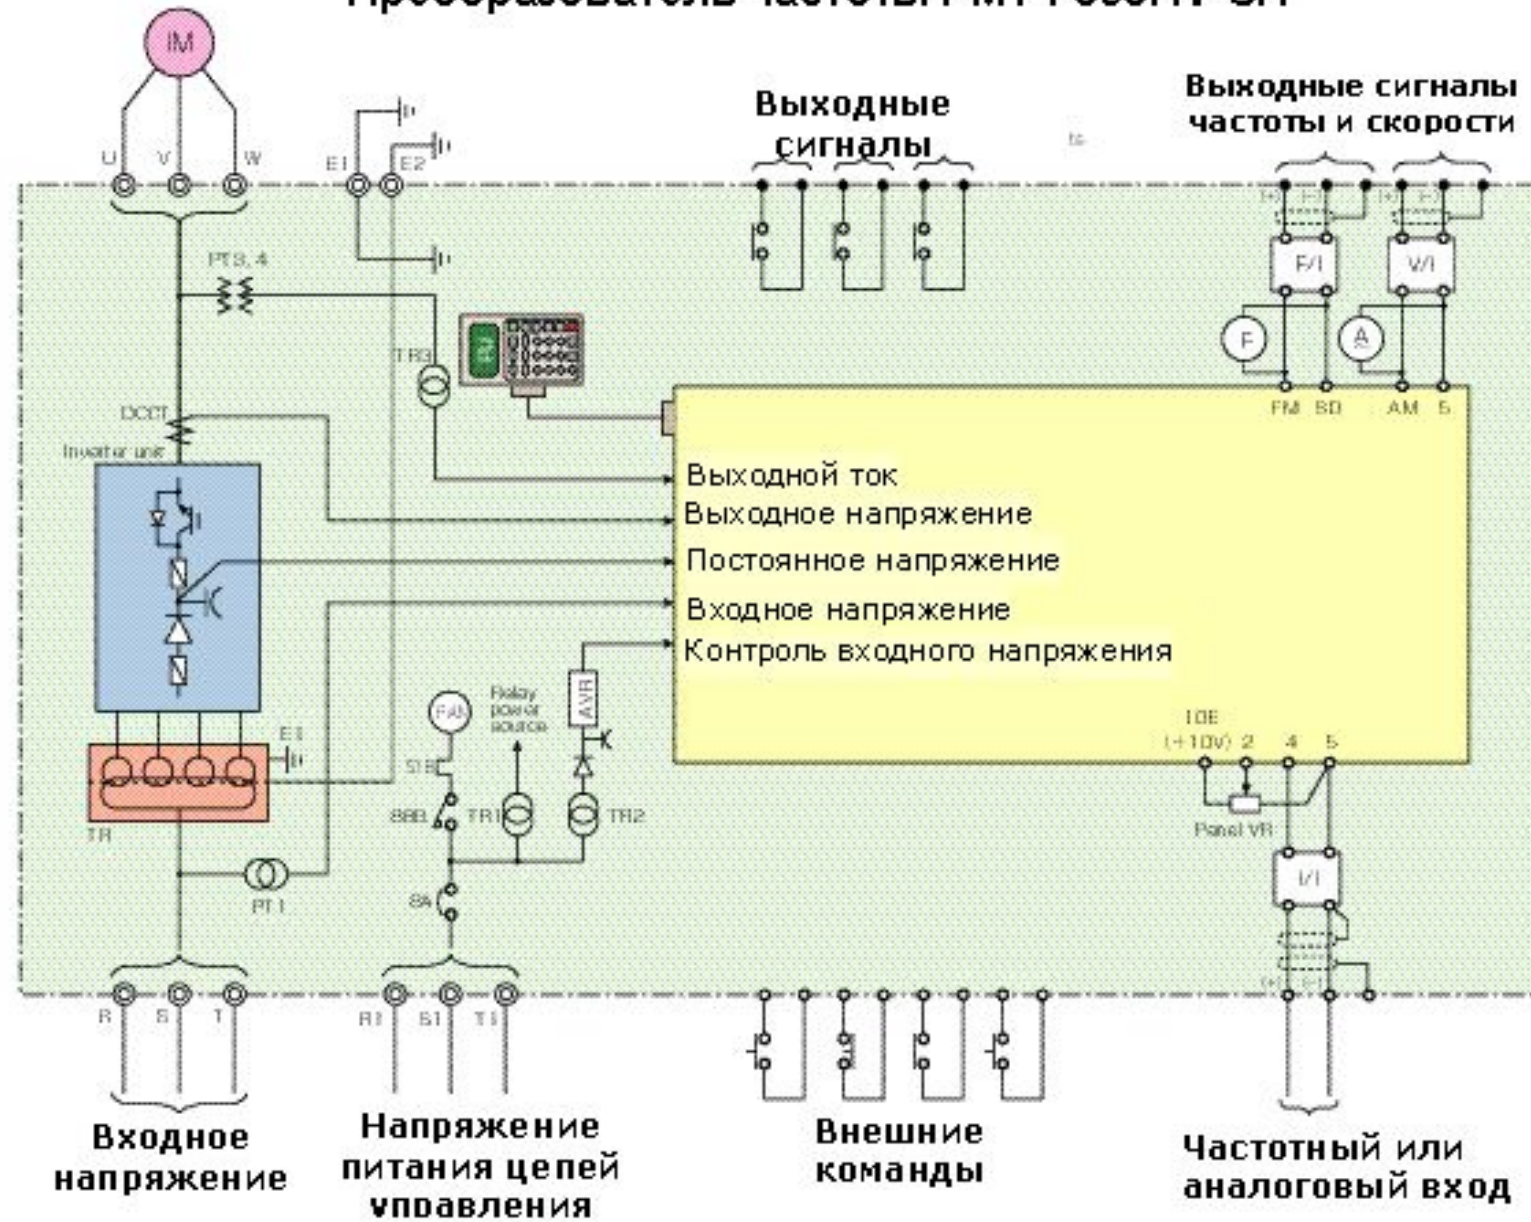 IM
Выходные
сигналы
Выходные сигналы
частоты и скорости
U V W
E1 E2
(+) (−) (+) (−)
PT3, 4
F/I V/I
TR3
F A
DCCT
FM SD AM 5
Inverter unit
Выходной ток
Выходное напряжение
Постоянное напряжение
Входное напряжение
Контроль входного напряжения
FAN
Relay
power
source
AVR
10E
(+10V) 2 4 5
88B
TR1
TR2
Panel VR
TR
I/I
PT1
8A
(+) (−)
R S T
R1 S1 T1
Входное
напряжение
Напряжение
питания цепей
управления
Внешние
команды
Частотный или
аналоговый вход